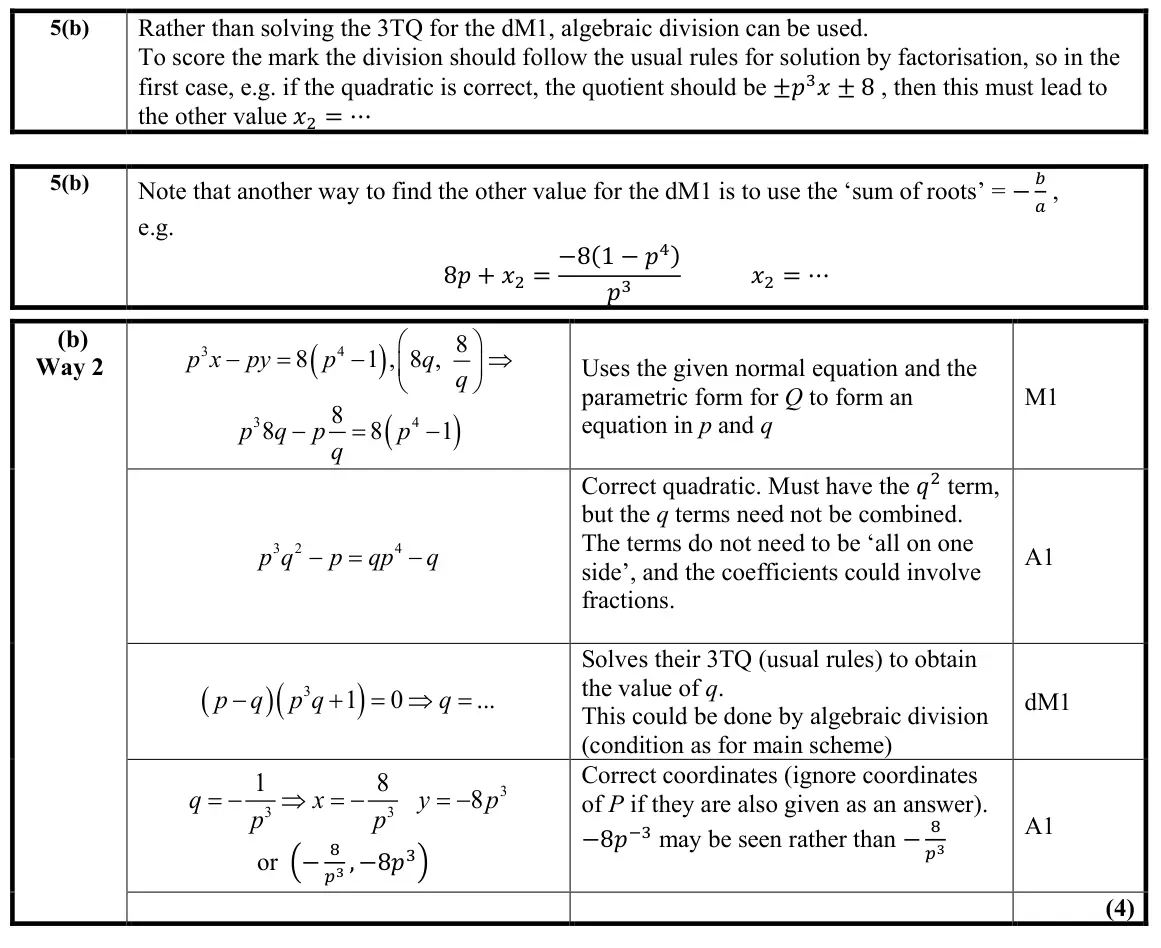 5(b) Rather than solving the 3TQ for the dM1, algebraic division can be used.
To score the mark the division should follow the usual rules for solution by factorisation, so in the
first case, e.g. if the quadratic is correct, the quotient should be ±p³x ± 8 , then this must lead to
the other value x₂ = ⋯
5(b) Note that another way to find the other value for the dM1 is to use the ‘sum of roots’ = − b/a ,
e.g.
8p + x₂ = −8(1 − p⁴)/p³    x₂ = ⋯
(b)
Way 2
p³x − py = 8(p⁴ − 1), (8q, 8/q) ⇒
p³8q − p 8/q = 8(p⁴ − 1)
Uses the given normal equation and the
parametric form for Q to form an
equation in p and q
M1
p³q² − p = qp⁴ − q
Correct quadratic. Must have the q² term,
but the q terms need not be combined.
The terms do not need to be ‘all on one
side’, and the coefficients could involve
fractions.
A1
(p − q)(p³q + 1) = 0 ⇒ q = ...
Solves their 3TQ (usual rules) to obtain
the value of q.
This could be done by algebraic division
(condition as for main scheme)
dM1
q = − 1/p³ ⇒ x = − 8/p³  y = −8p³
or (− 8/p³ , −8p³)
Correct coordinates (ignore coordinates
of P if they are also given as an answer).
−8p⁻³ may be seen rather than − 8/p³
A1
(4)